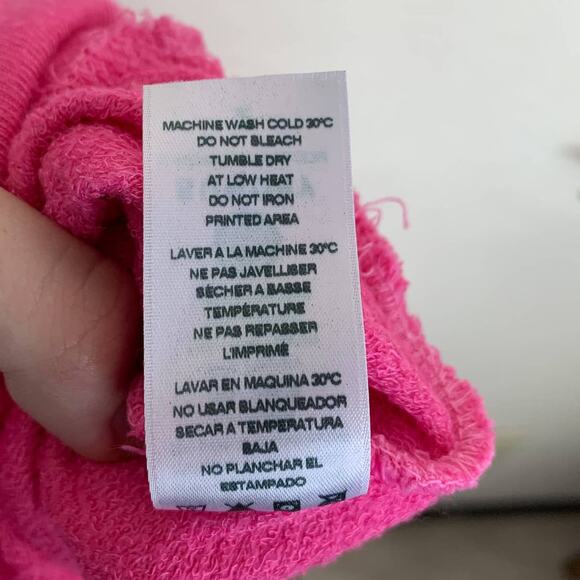 MACHINE WASH COLD 30°C
DO NOT BLEACH
TUMBLE DRY
AT LOW HEAT
DO NOT IRON
PRINTED AREA
LAVER A LA MACHINE 30°C
NE PAS JAVELLISER
SÉCHER A BASSE
TEMPÉRATURE
NE PAS REPASSER
L'IMPRIMÉ
LAVAR EN MAQUINA 30°C
NO USAR BLANQUEADOR
SECAR A TEMPERATURA
BAJA
NO PLANCHAR EL
ESTAMPADO